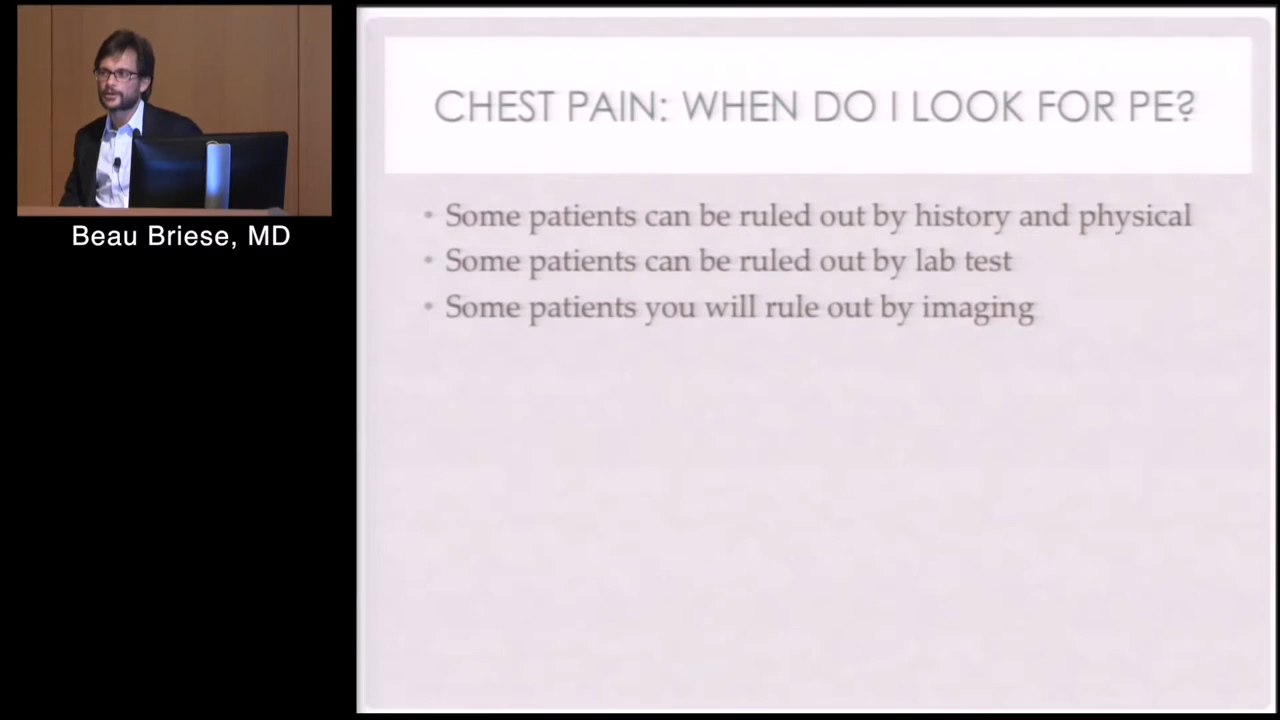 Beau Briese, MD
CHEST PAIN: WHEN DO I LOOK FOR PE?
• Some patients can be ruled out by history and physical
• Some patients can be ruled out by lab test
• Some patients you will rule out by imaging